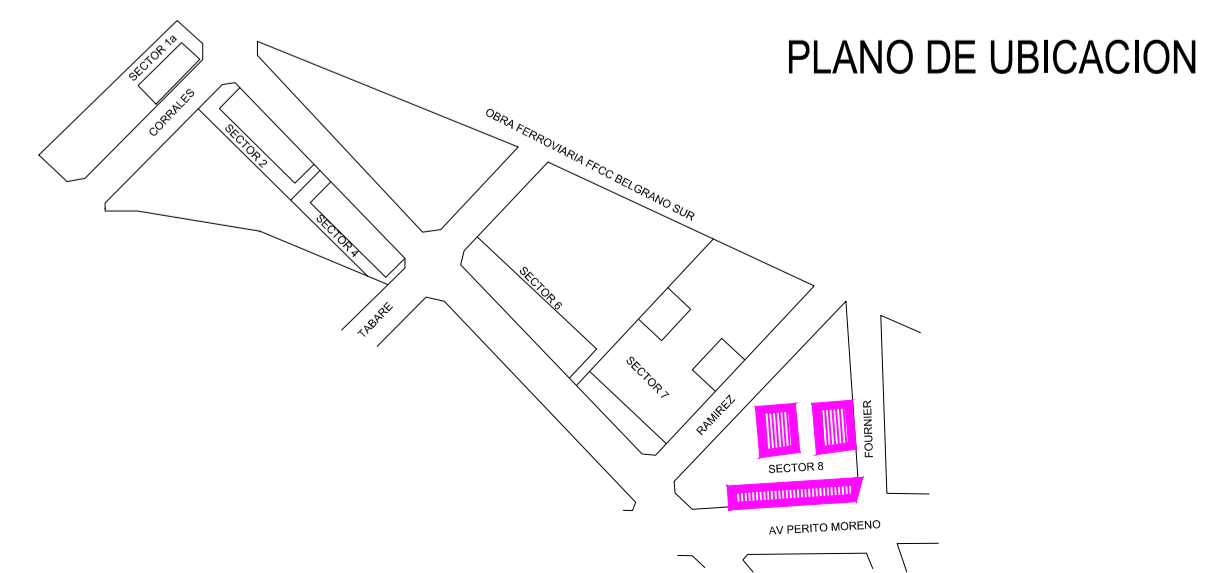 PLANO DE UBICACION
SECTOR 1a
CORRALES
SECTOR 2
SECTOR 4
TABARE
OBRA FERROVIARIA FFCC BELGRANO SUR
SECTOR 6
SECTOR 7
RAMIREZ
FOURNIER
SECTOR 8
AV PERITO MORENO